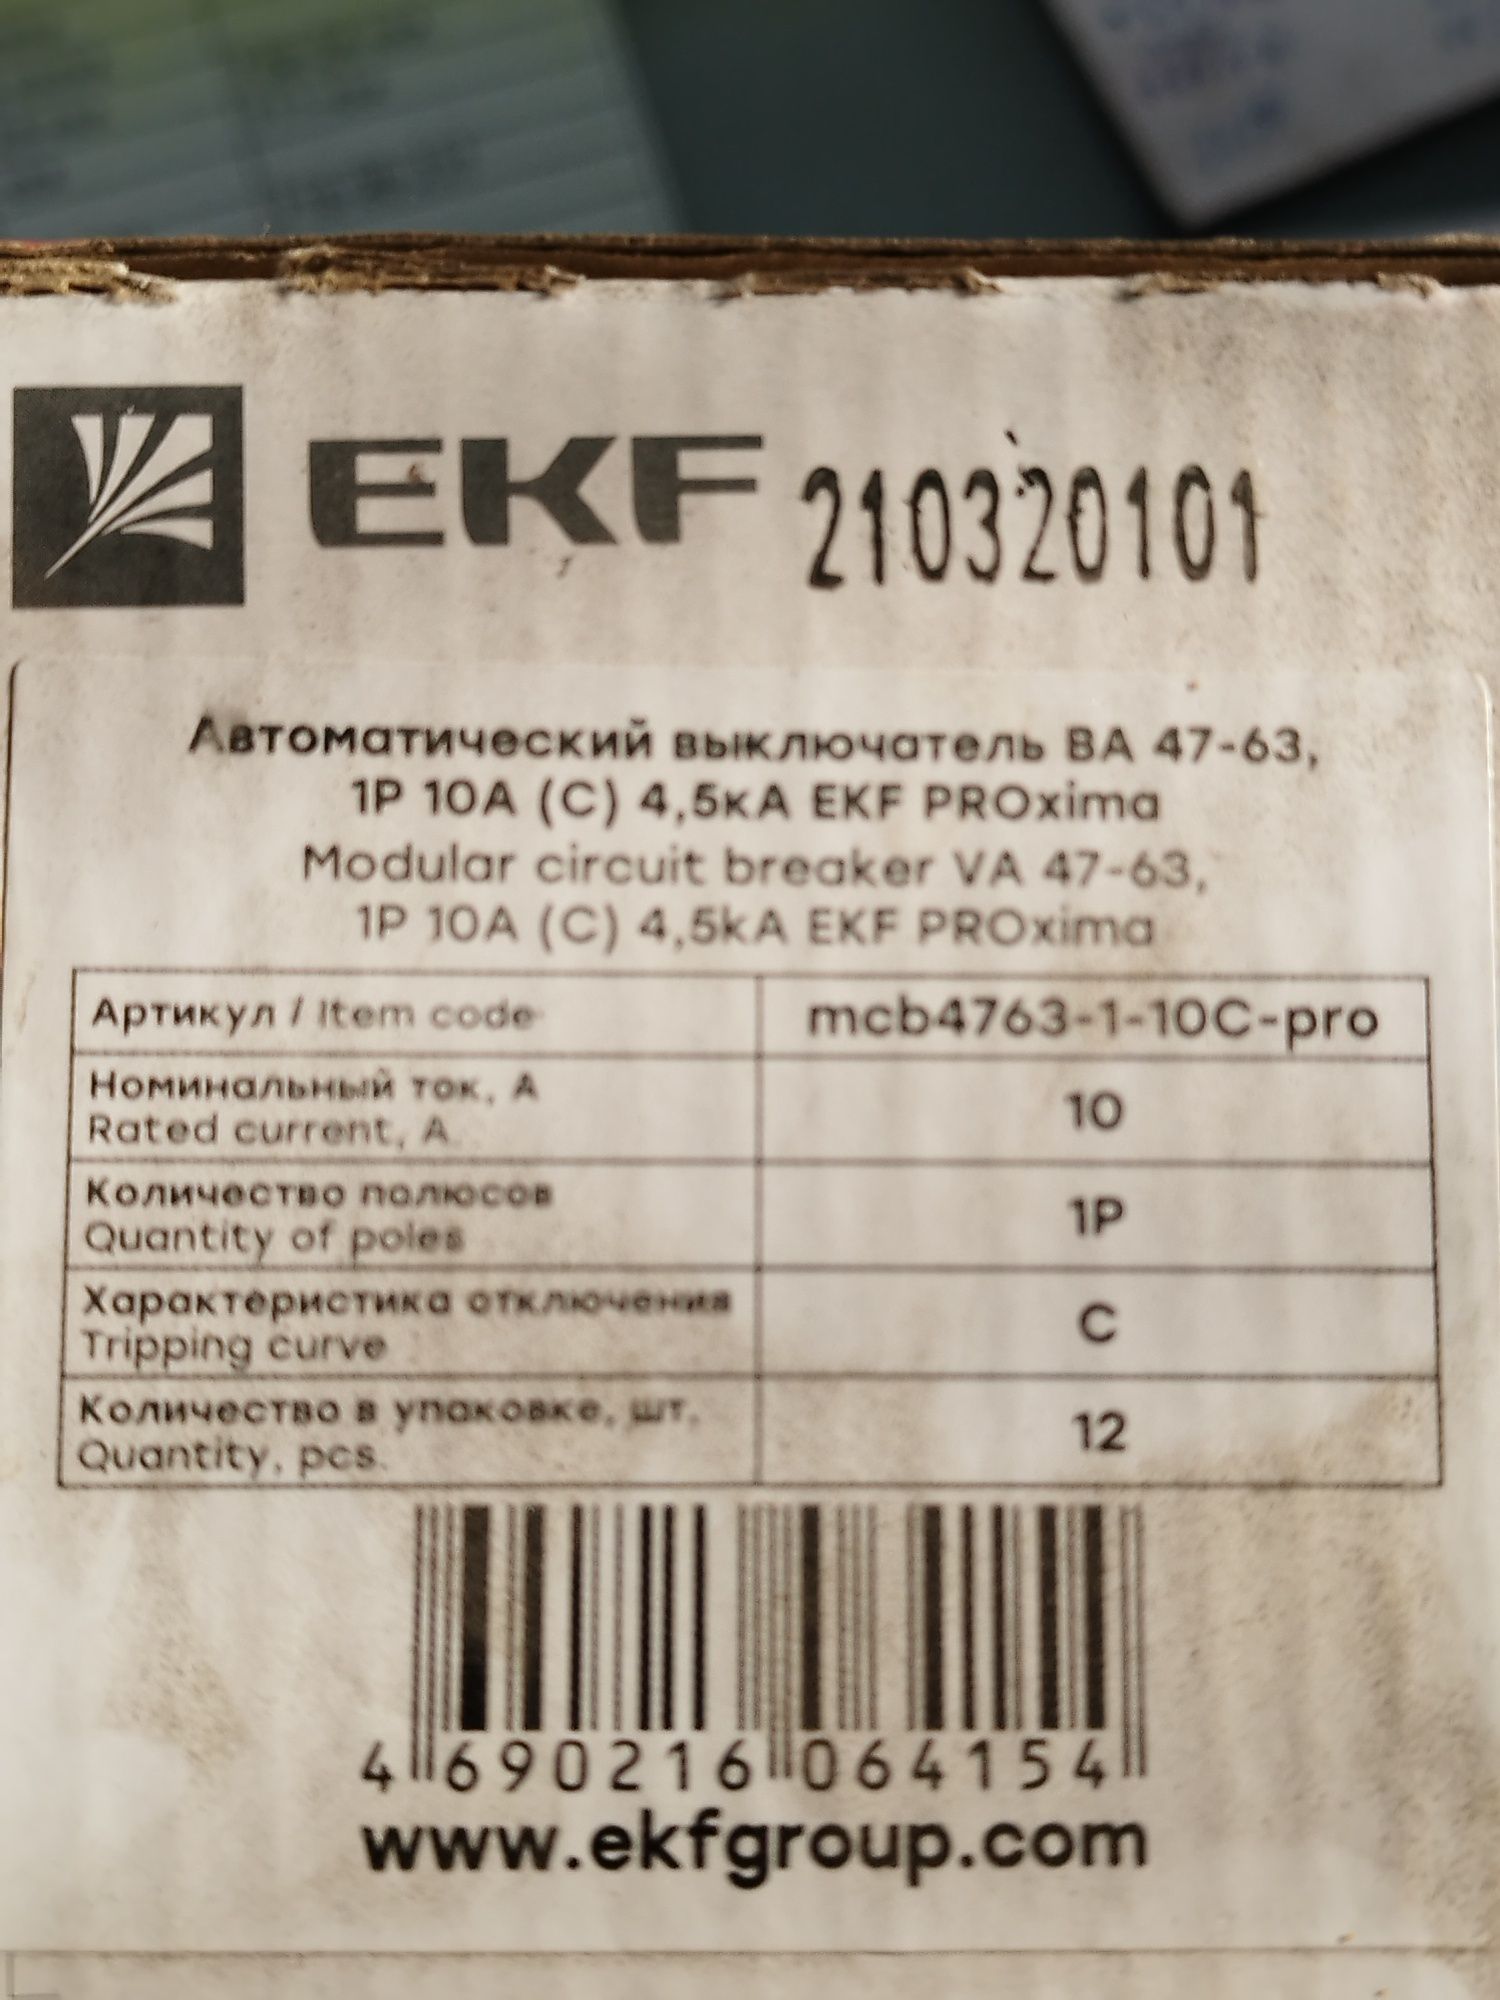 EKF 210320101
Автоматический выключатель ВА 47-63,
1P 10А (С) 4,5кА EKF PROxima
Modular circuit breaker VA 47-63,
1P 10A (C) 4,5kA EKF PROxima
Артикул / Item code mcb4763-1-10C-pro
Номинальный ток, А
Rated current, A
10
Количество полюсов
Quantity of poles
1P
Характеристика отключения
Tripping curve
C
Количество в упаковке, шт.
Quantity, pcs.
12
4 690216 064154
www.ekfgroup.com